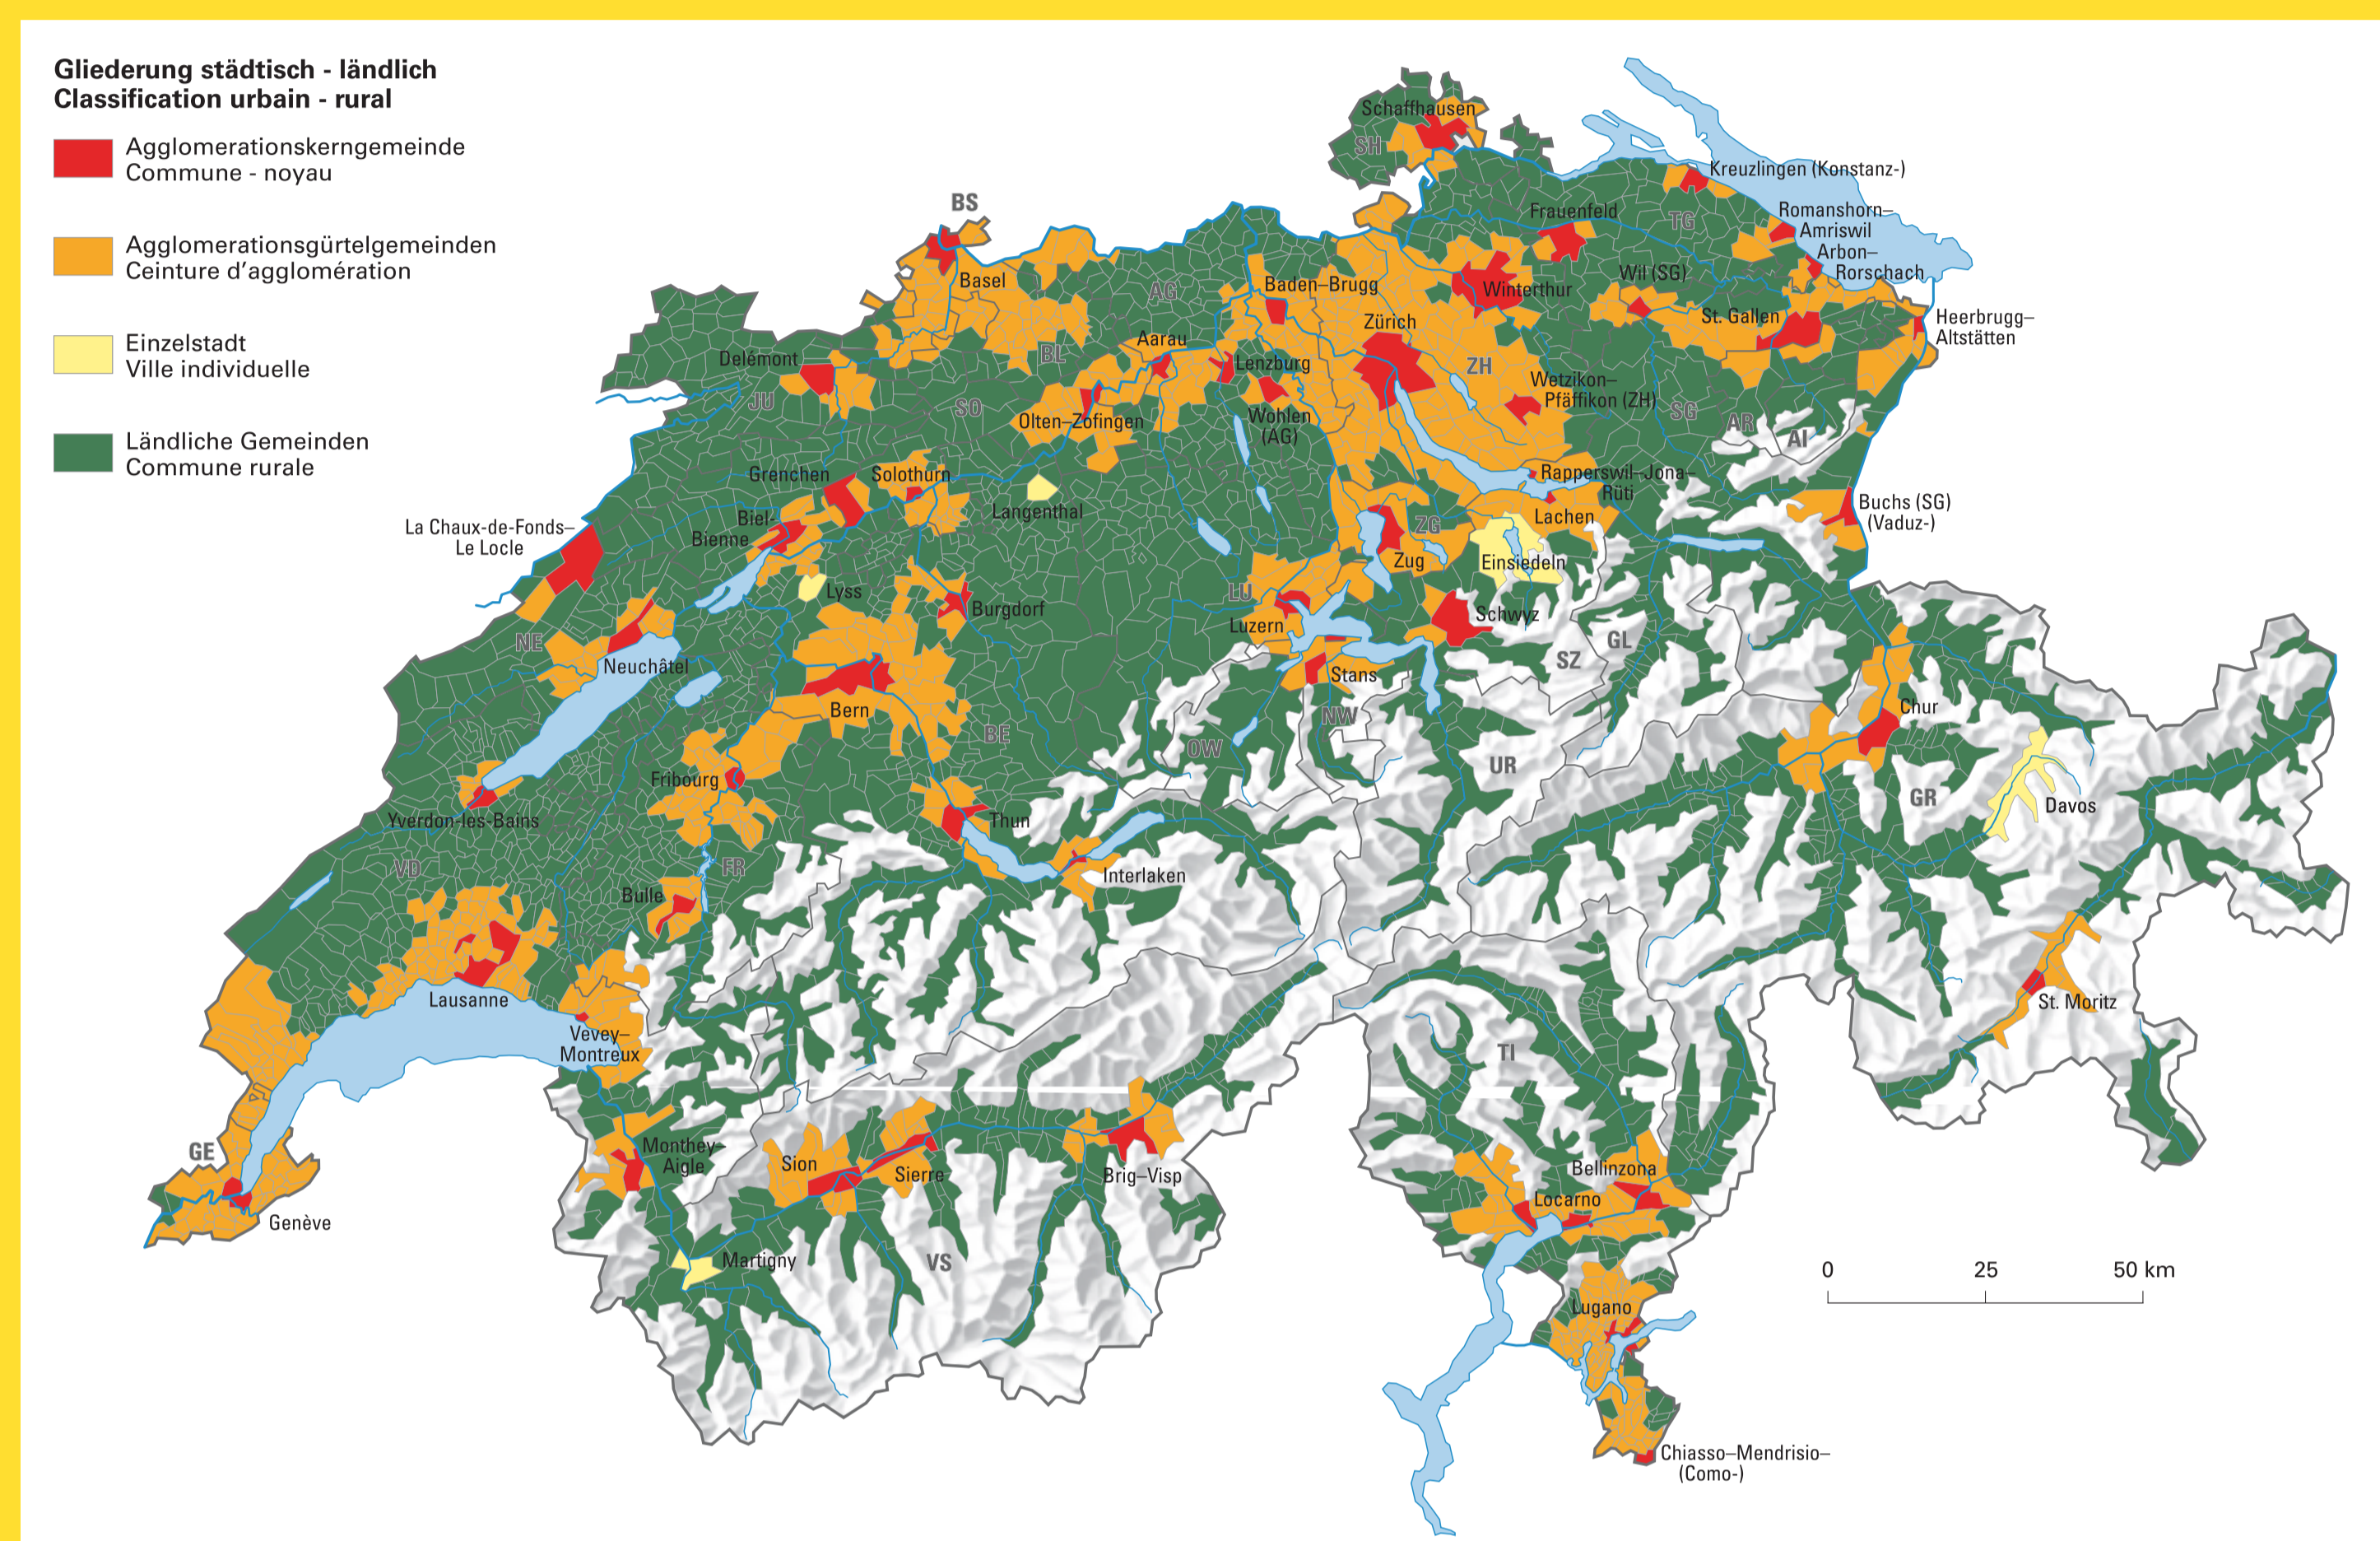 Gliederung städtisch - ländlich
Classification urbain - rural
Agglomerationskerngemeinde
Commune - noyau
Agglomerationsgürtelgemeinden
Ceinture d’agglomération
Einzelstadt
Ville individuelle
Ländliche Gemeinden
Commune rurale
Schaffhausen
SH
Kreuzlingen (Konstanz-)
BS
Frauenfeld
TG
Romanshorn–
Amriswil
Arbon–
Rorschach
Basel
AG
Baden–Brugg
Winterthur
Wil (SG)
Zürich
St. Gallen
Heerbrugg–
Altstätten
Delémont
BL
Aarau
Lenzburg
ZH
Wetzikon–
Pfäffikon (ZH)
JU
SO
Olten–Zofingen
Wohlen
(AG)
SG
AR
AI
Grenchen
Solothurn
Rapperswil–Jona–
Rüti
Langenthal
Biel-
Bienne
La Chaux-de-Fonds–
Le Locle
ZG
Lachen
Buchs (SG)
(Vaduz-)
Zug
Einsiedeln
Lyss
Burgdorf
LU
Luzern
Schwyz
GL
SZ
NE
Neuchâtel
Stans
NW
Bern
BE
OW
UR
Chur
GR
Davos
Fribourg
Yverdon-les-Bains
Thun
VD
FR
Interlaken
Bulle
Lausanne
St. Moritz
Vevey–
Montreux
TI
GE
Monthey–
Aigle
Sion
Sierre
Brig–Visp
Bellinzona
Locarno
Genève
Martigny
VS
Lugano
0 25 50 km
Chiasso–Mendrisio–
(Como-)